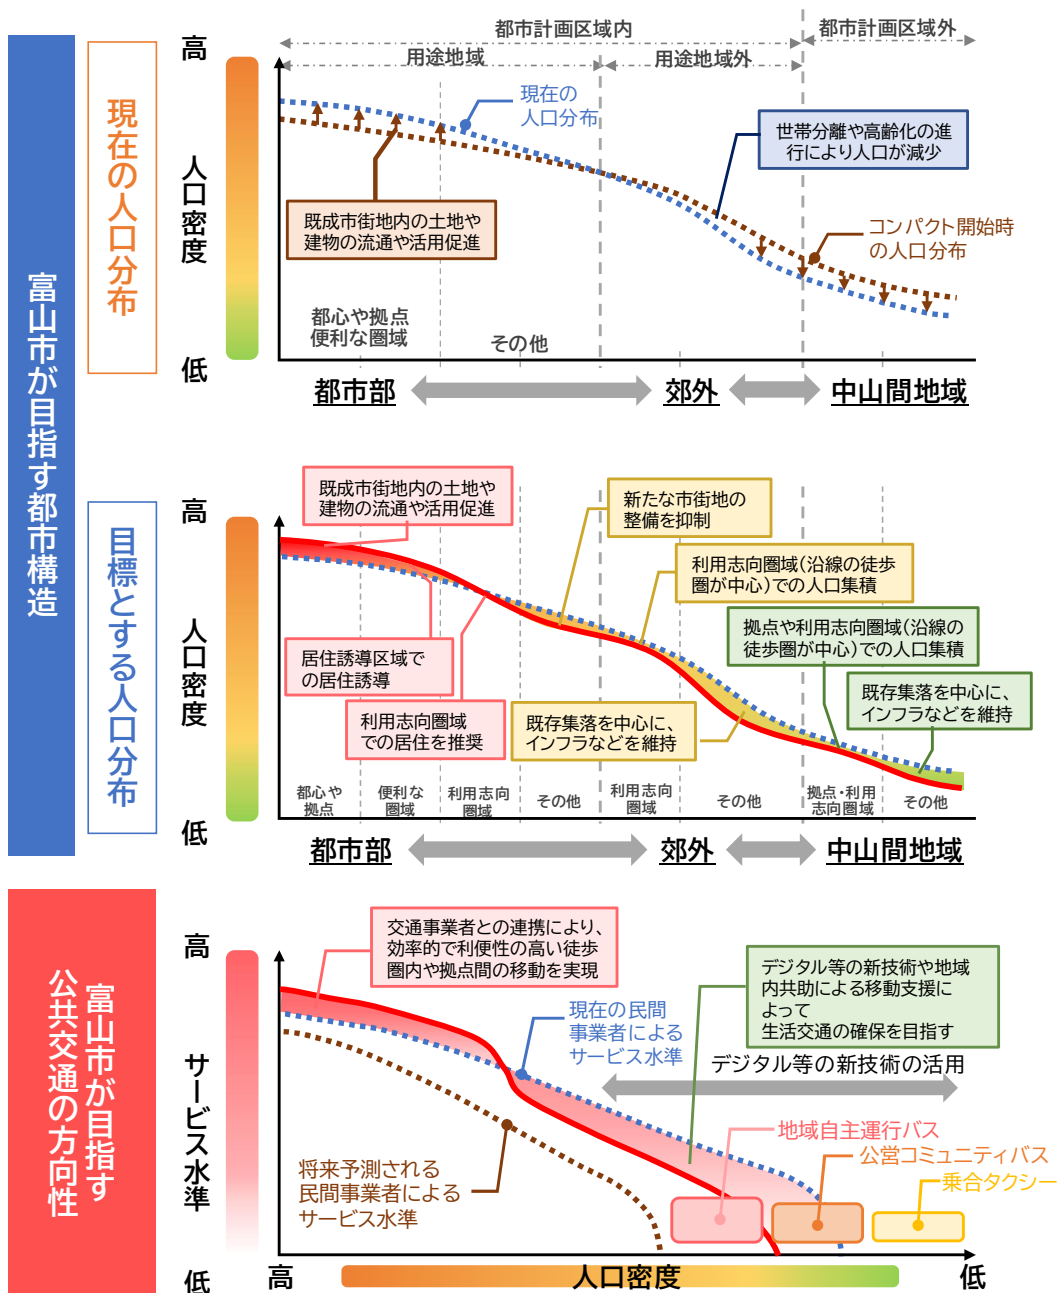 富山市が目指す都市構造
現在の人口分布
高
人口密度
低
都市計画区域内
都市計画区域外
用途地域
用途地域外
現在の
人口分布
世帯分離や高齢化の進
行により人口が減少
既成市街地内の土地や
建物の流通や活用促進
コンパクト開始時
の人口分布
都心や拠点
便利な圏域
その他
都市部
郊外
中山間地域
目標とする人口分布
高
人口密度
低
既成市街地内の土地や
建物の流通や活用促進
新たな市街地の
整備を抑制
利用志向圏域(沿線の徒歩
圏が中心)での人口集積
拠点や利用志向圏域(沿線の
徒歩圏が中心)での人口集積
居住誘導区域で
の居住誘導
既存集落を中心に、
インフラなどを維持
利用志向圏域
での居住を推奨
既存集落を中心に、
インフラなどを維持
都心や
拠点
便利な
圏域
利用志向
圏域
その他
利用志向
圏域
その他
拠点・利用
志向圏域
その他
都市部
郊外
中山間地域
富山市が目指す
公共交通の方向性
高
サービス水準
低
交通事業者との連携により、
効率的で利便性の高い徒歩
圏内や拠点間の移動を実現
現在の民間
事業者による
サービス水準
デジタル等の新技術や地域
内共助による移動支援に
よって
生活交通の確保を目指す
デジタル等の新技術の活用
地域自主運行バス
公営コミュニティバス
乗合タクシー
将来予測される
民間事業者による
サービス水準
高
人口密度
低